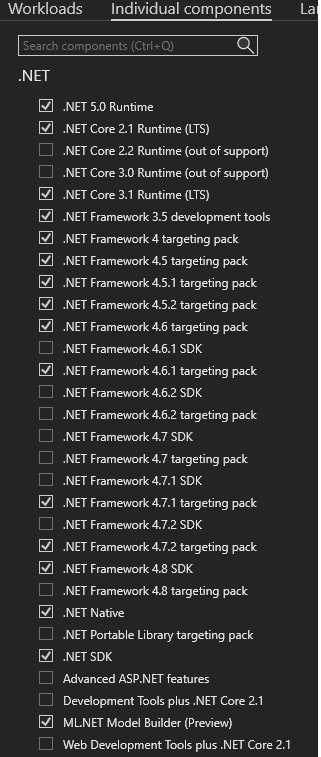 Workloads Individual components La
Search components (Ctrl+Q)
.NET
.NET 5.0 Runtime
.NET Core 2.1 Runtime (LTS)
.NET Core 2.2 Runtime (out of support)
.NET Core 3.0 Runtime (out of support)
.NET Core 3.1 Runtime (LTS)
.NET Framework 3.5 development tools
.NET Framework 4 targeting pack
.NET Framework 4.5 targeting pack
.NET Framework 4.5.1 targeting pack
.NET Framework 4.5.2 targeting pack
.NET Framework 4.6 targeting pack
.NET Framework 4.6.1 SDK
.NET Framework 4.6.1 targeting pack
.NET Framework 4.6.2 SDK
.NET Framework 4.6.2 targeting pack
.NET Framework 4.7 SDK
.NET Framework 4.7 targeting pack
.NET Framework 4.7.1 SDK
.NET Framework 4.7.1 targeting pack
.NET Framework 4.7.2 SDK
.NET Framework 4.7.2 targeting pack
.NET Framework 4.8 SDK
.NET Framework 4.8 targeting pack
.NET Native
.NET Portable Library targeting pack
.NET SDK
Advanced ASP.NET features
Development Tools plus .NET Core 2.1
ML.NET Model Builder (Preview)
Web Development Tools plus .NET Core 2.1